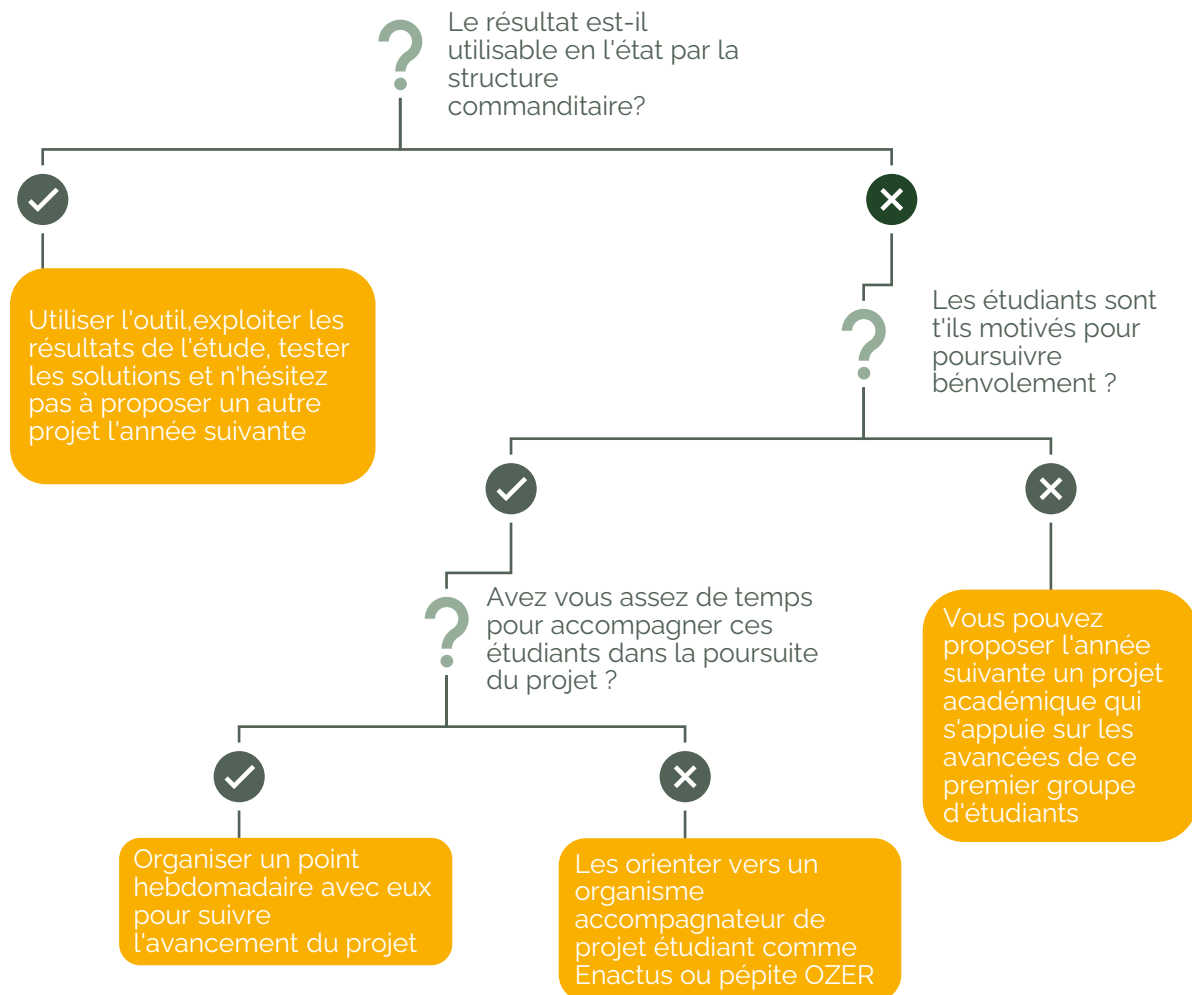 Le résultat est-il
utilisable en l'état par la
structure
commanditaire?
Utiliser l'outil,exploiter les
résultats de l'étude, tester
les solutions et n'hésitez
pas à proposer un autre
projet l'année suivante
Les étudiants sont
t'ils motivés pour
poursuivre
bénvolement ?
Avez vous assez de temps
pour accompagner ces
étudiants dans la poursuite
du projet ?
Vous pouvez
proposer l'année
suivante un projet
académique qui
s'appuie sur les
avancées de ce
premier groupe
d'étudiants
Organiser un point
hebdomadaire avec eux
pour suivre
l'avancement du projet
Les orienter vers un
organisme
accompagnateur de
projet étudiant comme
Enactus ou pépite OZER